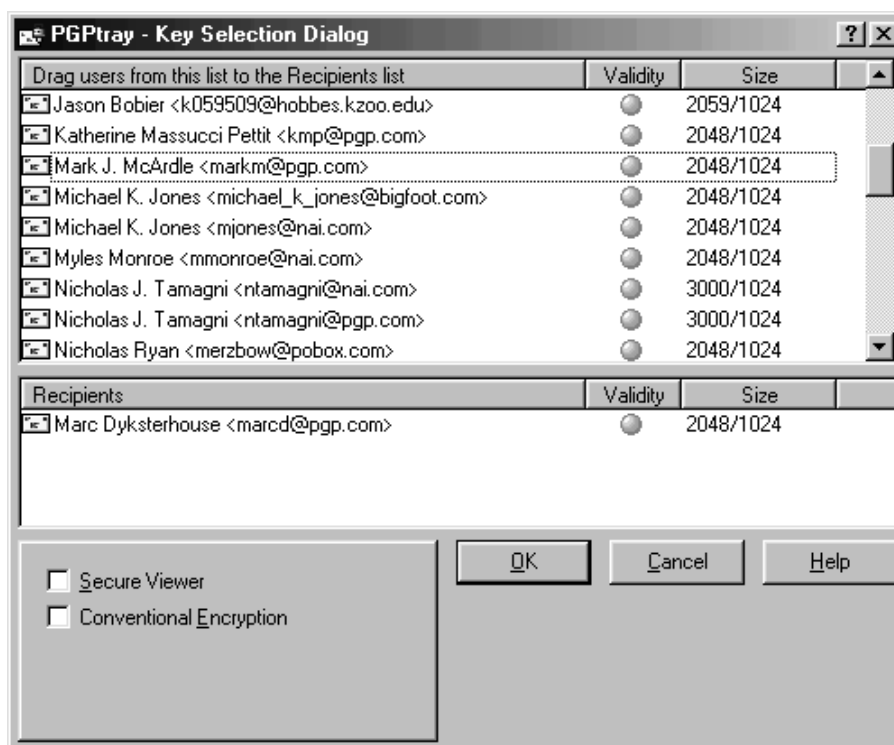 PGPtray - Key Selection Dialog
Drag users from this list to the Recipients list Validity Size
Jason Bobier <k059509@hobbes.kzoo.edu> 2059/1024
Katherine Massucci Pettit <kmp@pgp.com> 2048/1024
Mark J. McArdle <markm@pgp.com> 2048/1024
Michael K. Jones <michael_k_jones@bigfoot.com> 2048/1024
Michael K. Jones <mjones@nai.com> 2048/1024
Myles Monroe <mmonroe@nai.com> 2048/1024
Nicholas J. Tamagni <ntamagni@nai.com> 3000/1024
Nicholas J. Tamagni <ntamagni@pgp.com> 3000/1024
Nicholas Ryan <merzbow@pobox.com> 2048/1024
Recipients Validity Size
Marc Dyksterhouse <marcd@pgp.com> 2048/1024
OK Cancel Help
Secure Viewer
Conventional Encryption